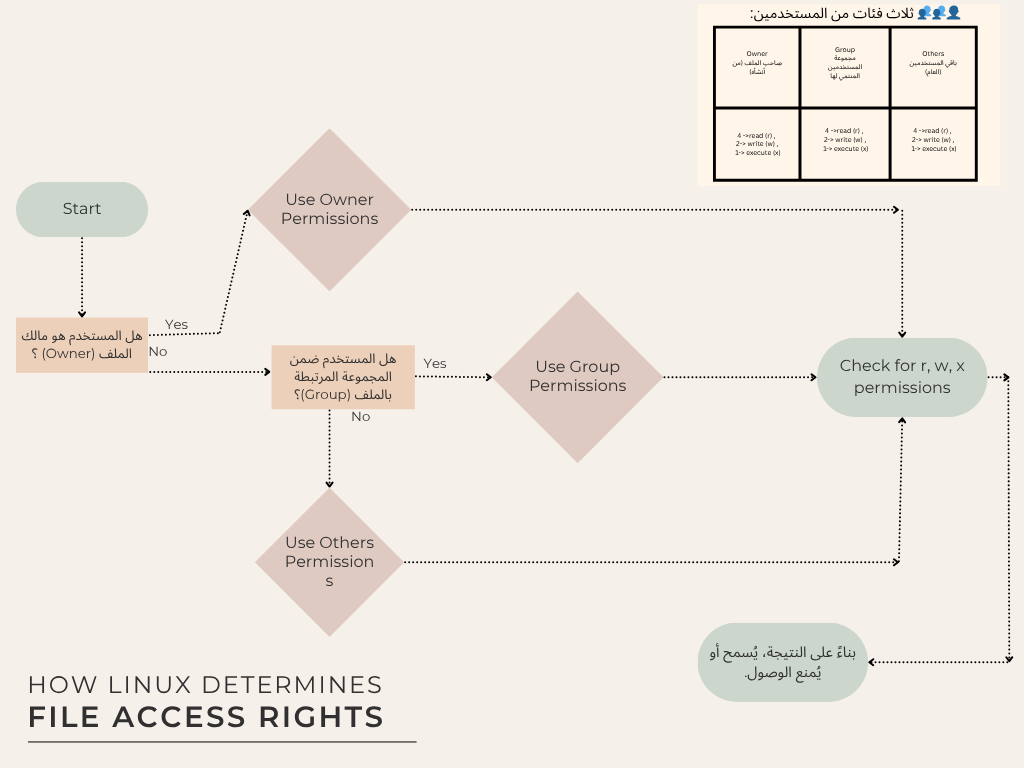 ثلاث فئات من المستخدمين:
Owner
صاحب الملف (من
أنشأه)
Group
مجموعة
المستخدمين
المنتمي لها
Others
باقي المستخدمين
(العام)
4 ->read (r) ,
2-> write (w) ,
1-> execute (x)
4 ->read (r) ,
2-> write (w) ,
1-> execute (x)
4 ->read (r) ,
2-> write (w) ,
1-> execute (x)
Start
هل المستخدم هو مالك
الملف (Owner) ؟
Yes
No
Use Owner
Permissions
هل المستخدم ضمن
المجموعة المرتبطة
بالملف (Group)؟
Yes
No
Use Group
Permissions
Use Others
Permission
s
Check for r, w, x
permissions
بناءً على النتيجة، يُسمح أو
يُمنع الوصول.
HOW LINUX DETERMINES
FILE ACCESS RIGHTS